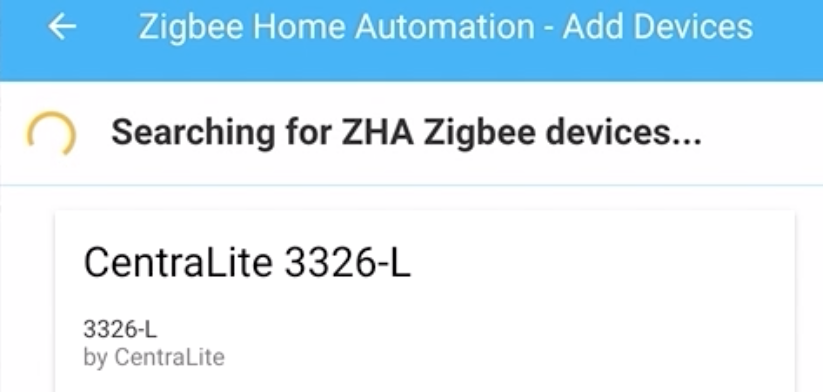 Zigbee Home Automation - Add Devices
Searching for ZHA Zigbee devices...
CentraLite 3326-L
3326-L
by CentraLite